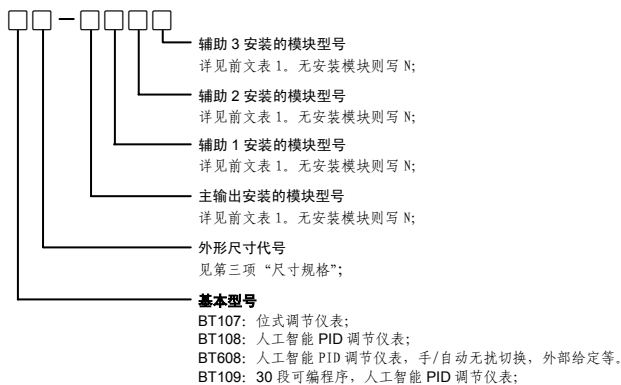 辅助 3 安装的模块型号
详见前文表 1。无安装模块则写 N;
辅助 2 安装的模块型号
详见前文表 1。无安装模块则写 N;
辅助 1 安装的模块型号
详见前文表 1。无安装模块则写 N;
主输出安装的模块型号
详见前文表 1。无安装模块则写 N;
外形尺寸代号
见第三项“尺寸规格”;
基本型号
BT107：位式调节仪表;
BT108：人工智能 PID 调节仪表;
BT608：人工智能 PID 调节仪表，手/自动无扰切换，外部给定等。
BT109：30 段可编程序，人工智能 PID 调节仪表;